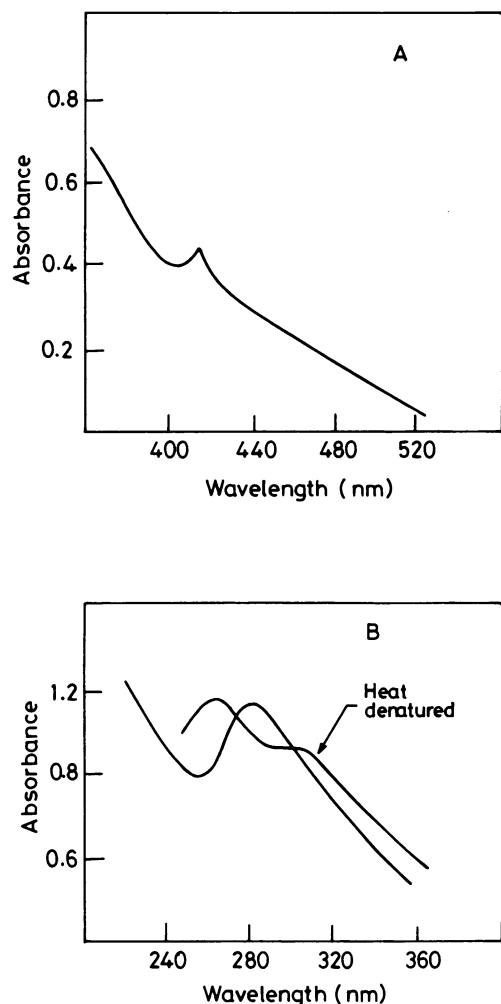 A
Absorbance
0.8
0.6
0.4
0.2
400 440 480 520
Wavelength (nm)
B
Heat
denatured
Absorbance
1.2
0.8
0.6
240 280 320 360
Wavelength (nm)